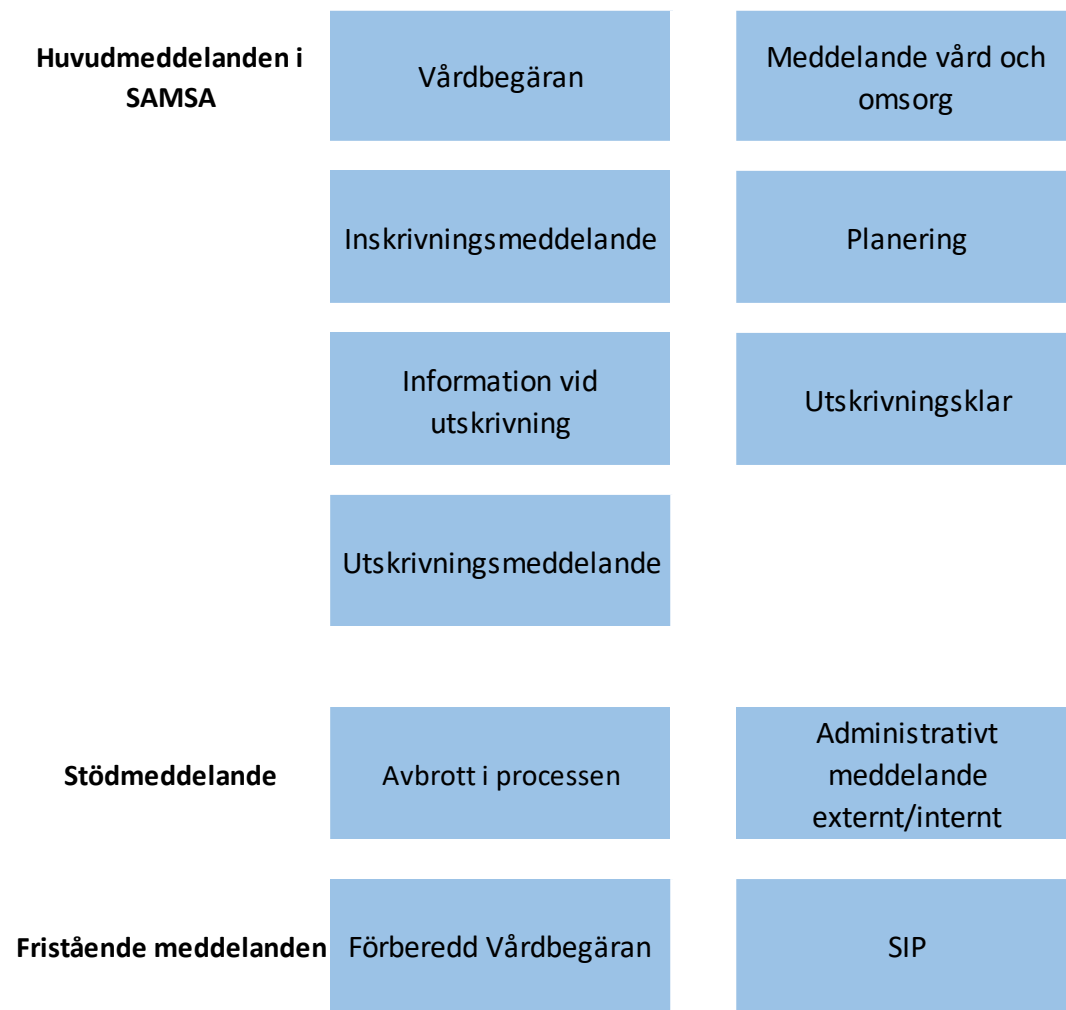 Huvudmeddelanden i
SAMSA
Vårdbegäran
Meddelande vård och
omsorg
Inskrivningsmeddelande
Planering
Information vid
utskrivning
Utskrivningsklar
Utskrivningsmeddelande
Stödmeddelande
Avbrott i processen
Administrativt
meddelande
externt/internt
Fristående meddelanden
Förberedd Vårdbegäran
SIP